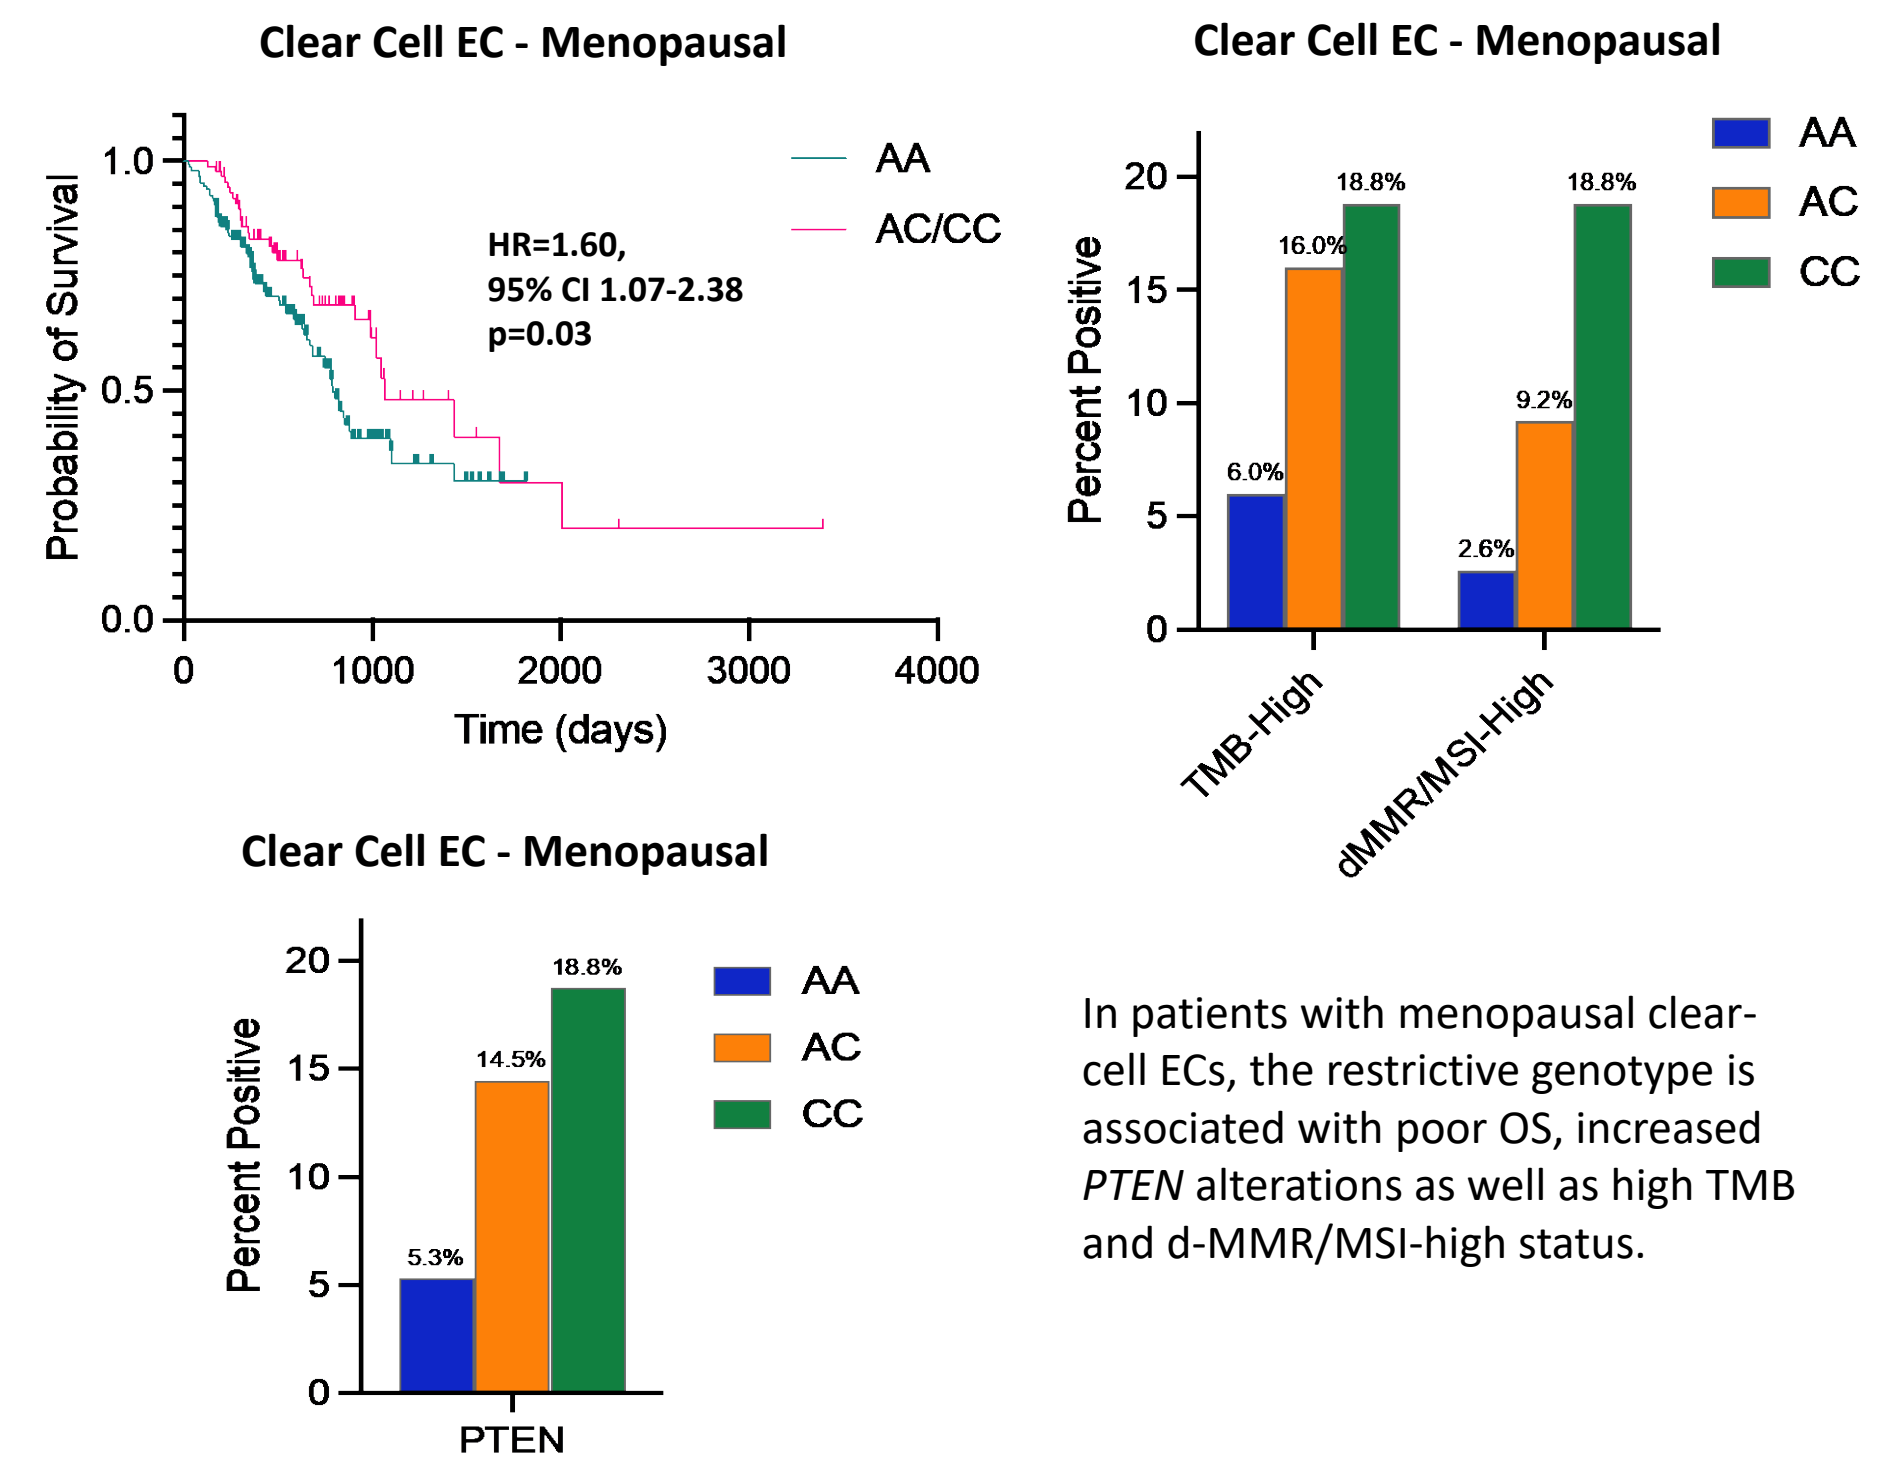 Clear Cell EC - Menopausal
Probability of Survival
1.0
0.5
0.0
0
1000
2000
3000
4000
Time (days)
AA
AC/CC
HR=1.60,
95% CI 1.07-2.38
p=0.03
Clear Cell EC - Menopausal
Percent Positive
20
15
10
5
0
6.0%
16.0%
18.8%
2.6%
9.2%
18.8%
TMB-High
dMMR/MSI-High
AA
AC
CC
Clear Cell EC - Menopausal
Percent Positive
20
15
10
5
0
5.3%
14.5%
18.8%
PTEN
AA
AC
CC
In patients with menopausal clear-
cell ECs, the restrictive genotype is
associated with poor OS, increased
PTEN alterations as well as high TMB
and d-MMR/MSI-high status.